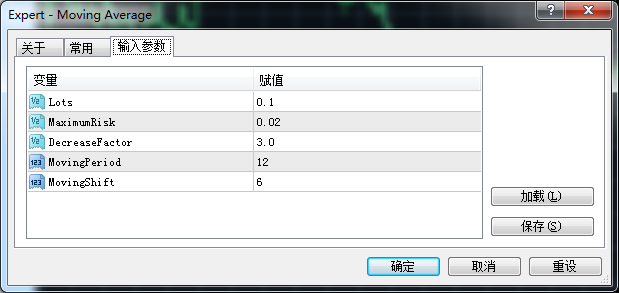 Expert - Moving Average
关于 常用 输入参数
变量 赋值
Lots 0.1
MaximumRisk 0.02
DecreaseFactor 3.0
MovingPeriod 12
MovingShift 6
加载(L)
保存(S)
确定 取消 重设